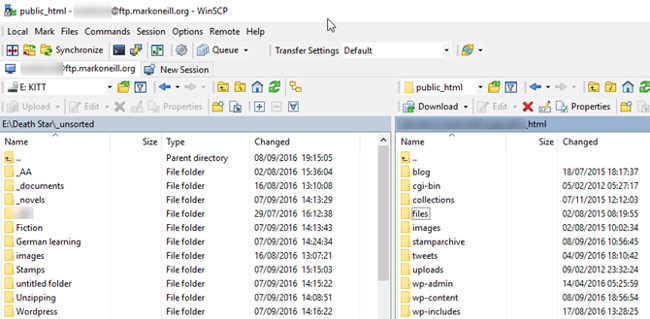 public_html - @ftp.markoneill.org - WinSCP
Local Mark Files Commands Session Options Remote Help
Synchronize Queue Transfer Settings Default
@ftp.markoneill.org New Session
E: KITT public_html
Upload Edit Properties Download Edit Properties
E:\Death Star\_unsorted _html
Name Size Type Changed Name Size Changed
.. Parent directory 08/09/2016 19:15:05 ..
_AA File folder 02/08/2016 15:36:04 blog 18/07/2015 18:17:37
_documents File folder 16/08/2016 13:10:08 cgi-bin 05/02/2012 05:27:17
_novels File folder 07/09/2016 14:13:29 collections 07/11/2015 12:12:03
File folder 29/07/2016 16:12:38 files 02/08/2015 08:19:55
Fiction File folder 07/09/2016 14:13:43 images 02/08/2015 10:02:34
German learning File folder 07/09/2016 14:24:34 stamparchive 08/09/2016 10:56:45
images File folder 16/08/2016 13:07:21 tweets 04/09/2016 18:10:42
Stamps File folder 07/09/2016 15:15:03 uploads 09/02/2012 23:32:24
untitled folder File folder 07/09/2016 15:15:22 wp-admin 14/04/2016 05:25:59
Unzipping File folder 07/09/2016 14:08:51 wp-content 08/09/2016 18:56:54
Wordpress File folder 07/09/2016 14:16:22 wp-includes 17/08/2016 13:28:25